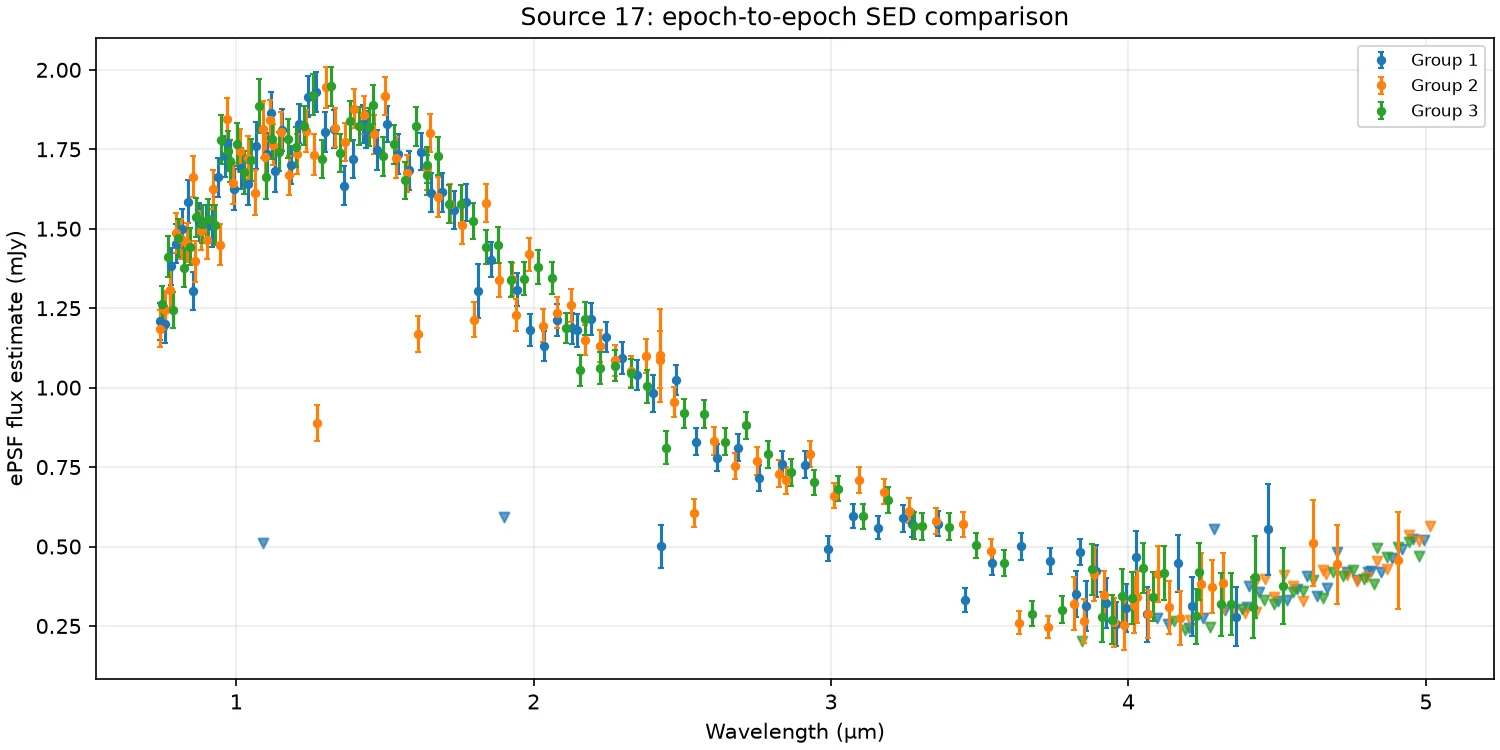 Source 17: epoch-to-epoch SED comparison
Group 1
Group 2
Group 3
ePSF flux estimate (mJy)
2.00
1.75
1.50
1.25
1.00
0.75
0.50
0.25
1 2 3 4 5
Wavelength (µm)